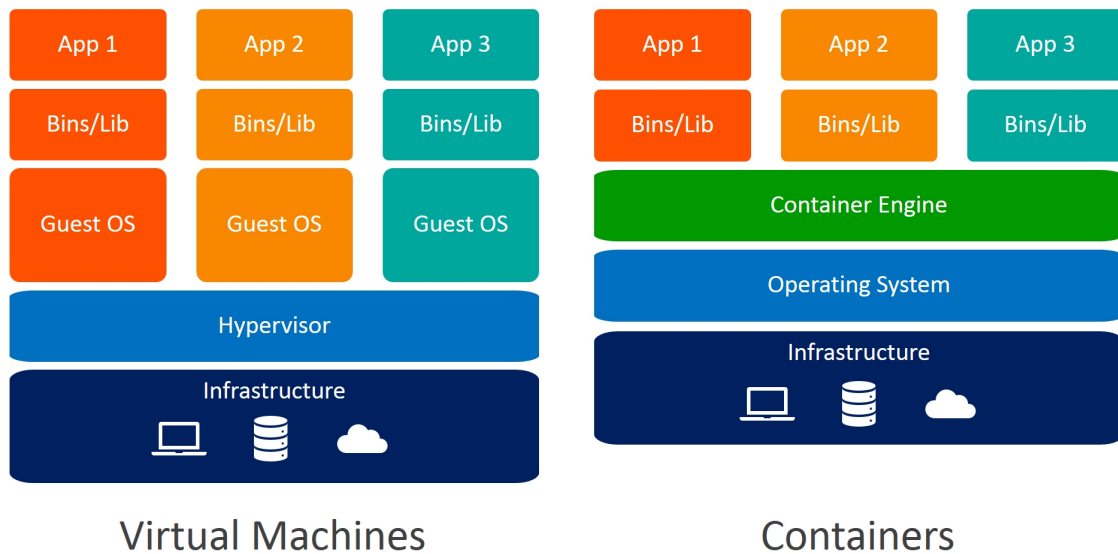 App 1
App 2
App 3
Bins/Lib
Bins/Lib
Bins/Lib
Guest OS
Guest OS
Guest OS
Hypervisor
Infrastructure
Virtual Machines
App 1
App 2
App 3
Bins/Lib
Bins/Lib
Bins/Lib
Container Engine
Operating System
Infrastructure
Containers